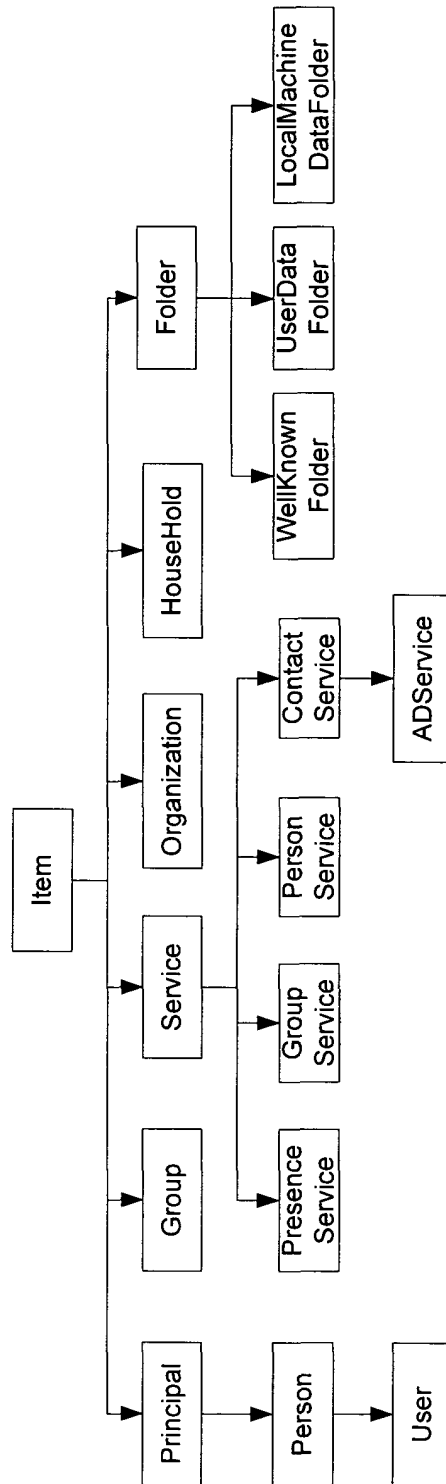 Item
Principal
Group
Service
Organization
HouseHold
Folder
Person
Presence
Service
Group
Service
Person
Service
Contact
Service
WellKnown
Folder
UserData
Folder
LocalMachine
DataFolder
User
ADService